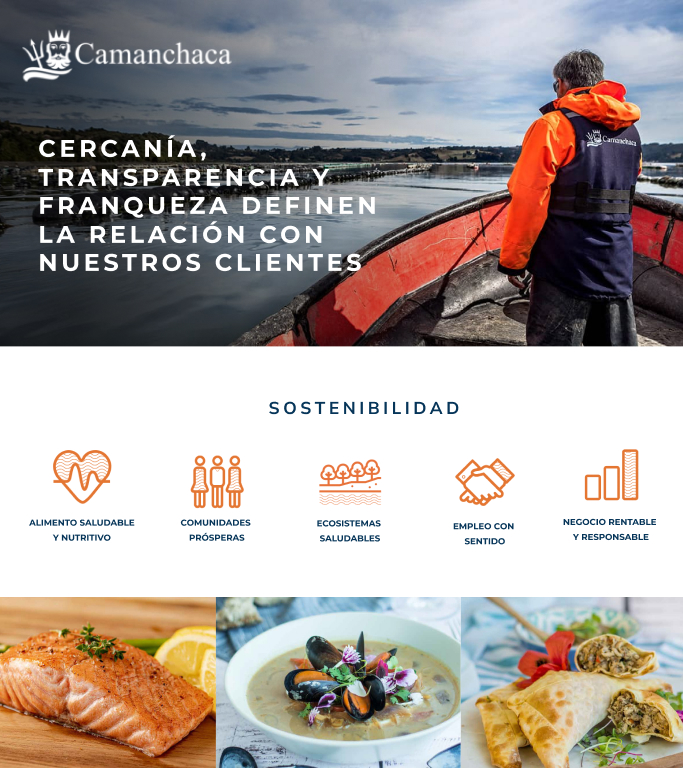 Camanchaca
Camanchaca
CERCANÍA,
TRANSPARENCIA Y
FRANQUEZA DEFINEN
LA RELACIÓN CON
NUESTROS CLIENTES
SOSTENIBILIDAD
ALIMENTO SALUDABLE
Y NUTRITIVO
COMUNIDADES
PRÓSPERAS
ECOSISTEMAS
SALUDABLES
EMPLEO CON
SENTIDO
NEGOCIO RENTABLE
Y RESPONSABLE